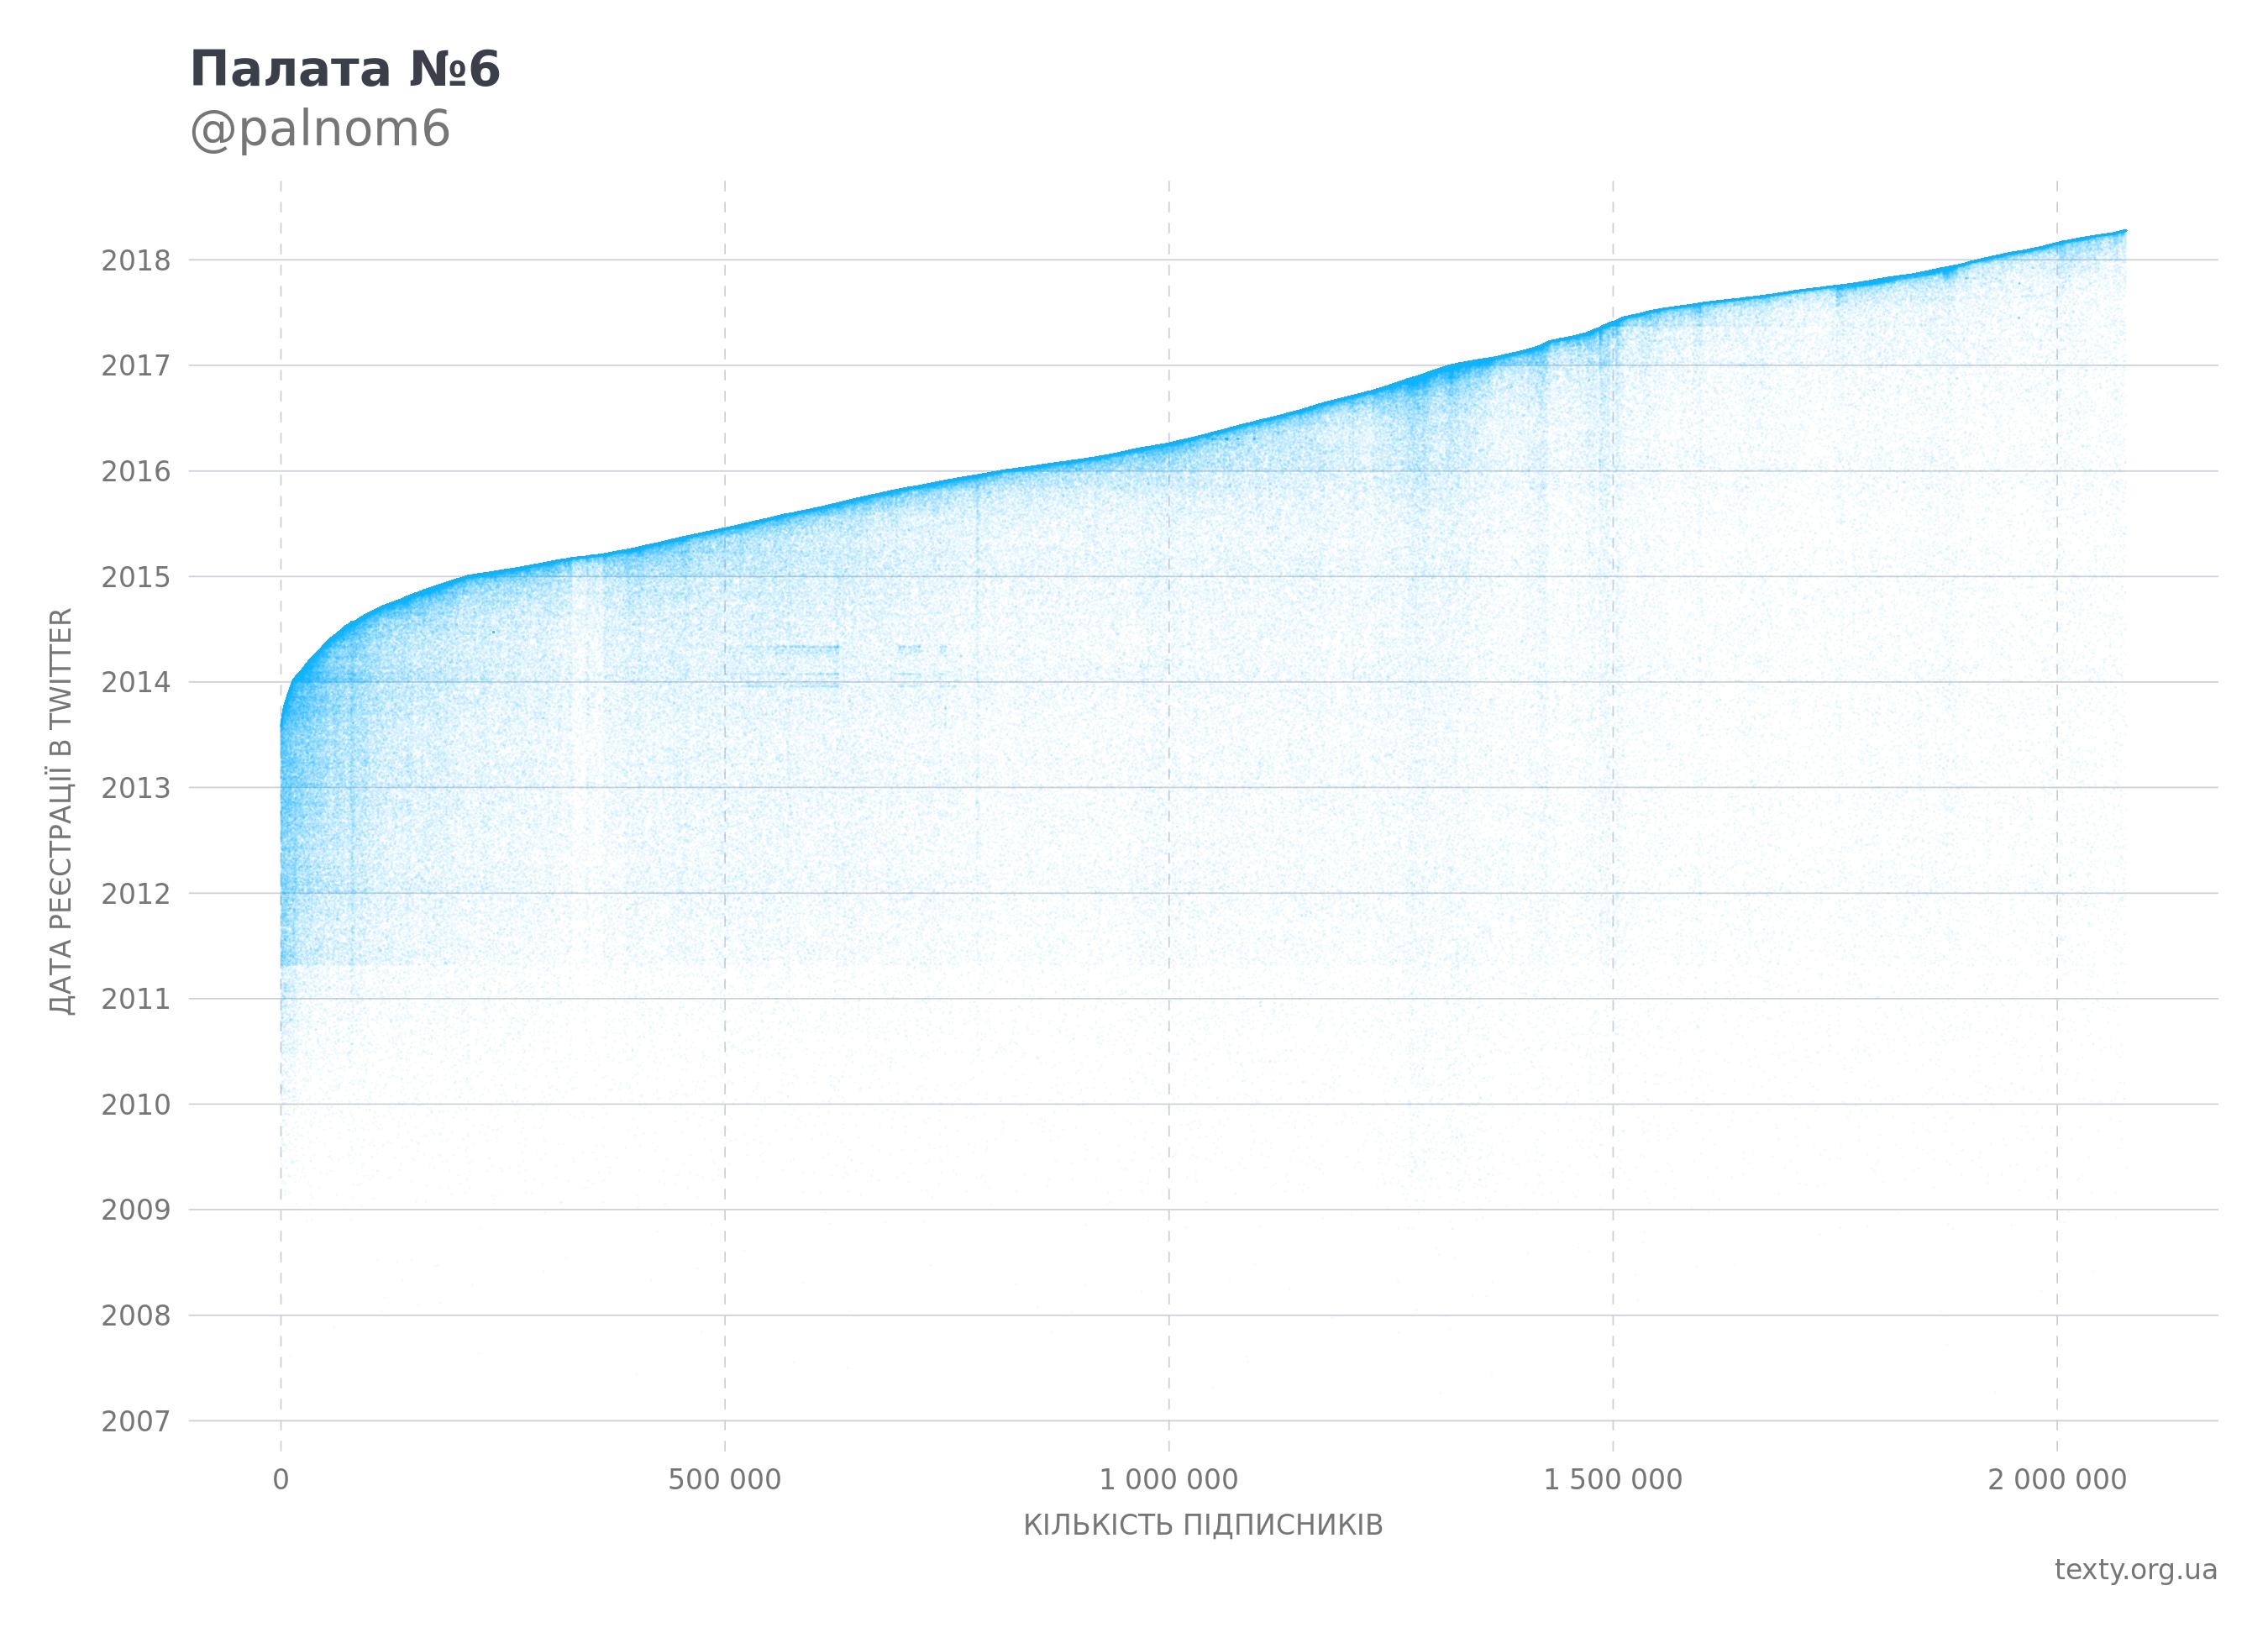 Палата №6
@palnom6
2018
2017
2016
2015
2014
2013
2012
2011
2010
2009
2008
2007
ДАТА РЕЄСТРАЦІЇ В TWITTER
0
500 000
1 000 000
1 500 000
2 000 000
КІЛЬКІСТЬ ПІДПИСНИКІВ
texty.org.ua